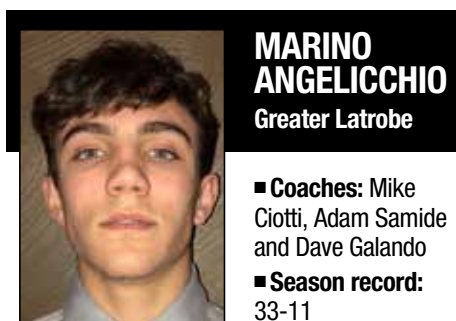 MARINO
ANGELICCHIO
Greater Latrobe
■ Coaches: Mike
Ciotti, Adam Samide
and Dave Galando
■ Season record:
33-11